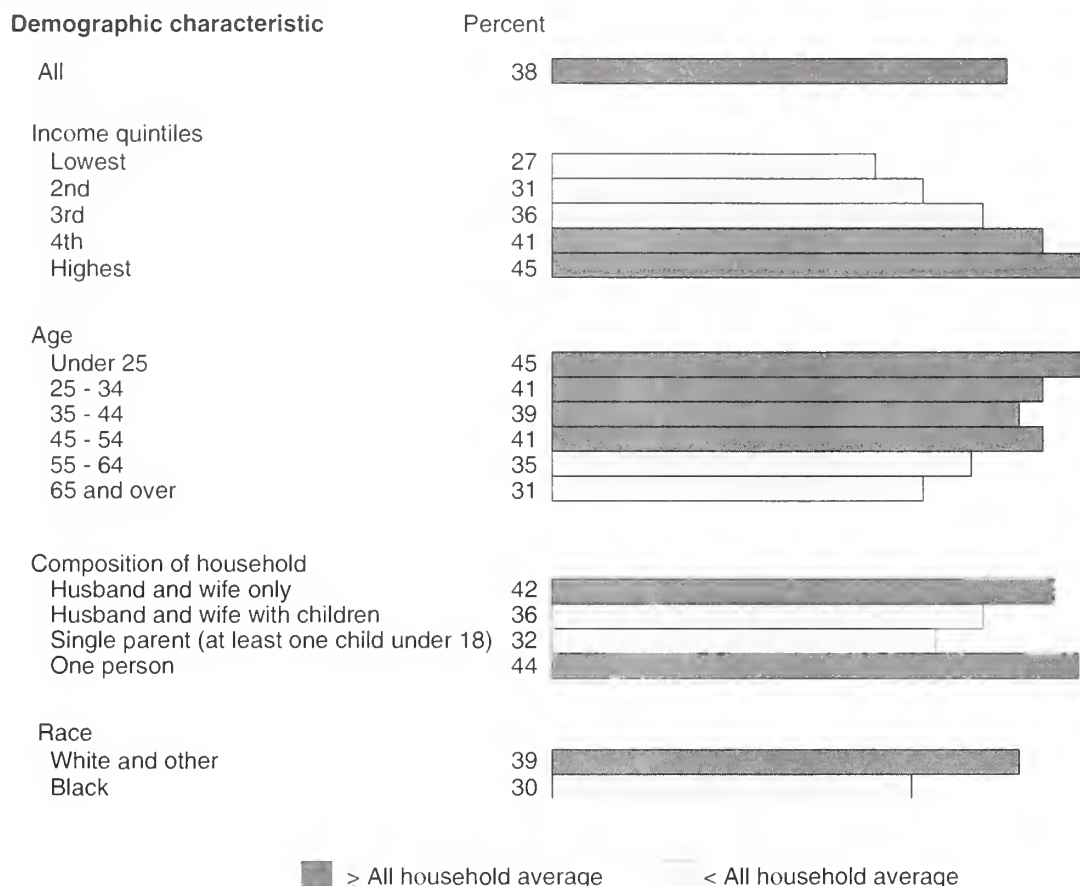 Demographic characteristic Percent
All 38
Income quintiles
Lowest 27
2nd 31
3rd 36
4th 41
Highest 45
Age
Under 25 45
25 - 34 41
35 - 44 39
45 - 54 41
55 - 64 35
65 and over 31
Composition of household
Husband and wife only 42
Husband and wife with children 36
Single parent (at least one child under 18) 32
One person 44
Race
White and other 39
Black 30
> All household average < All household average